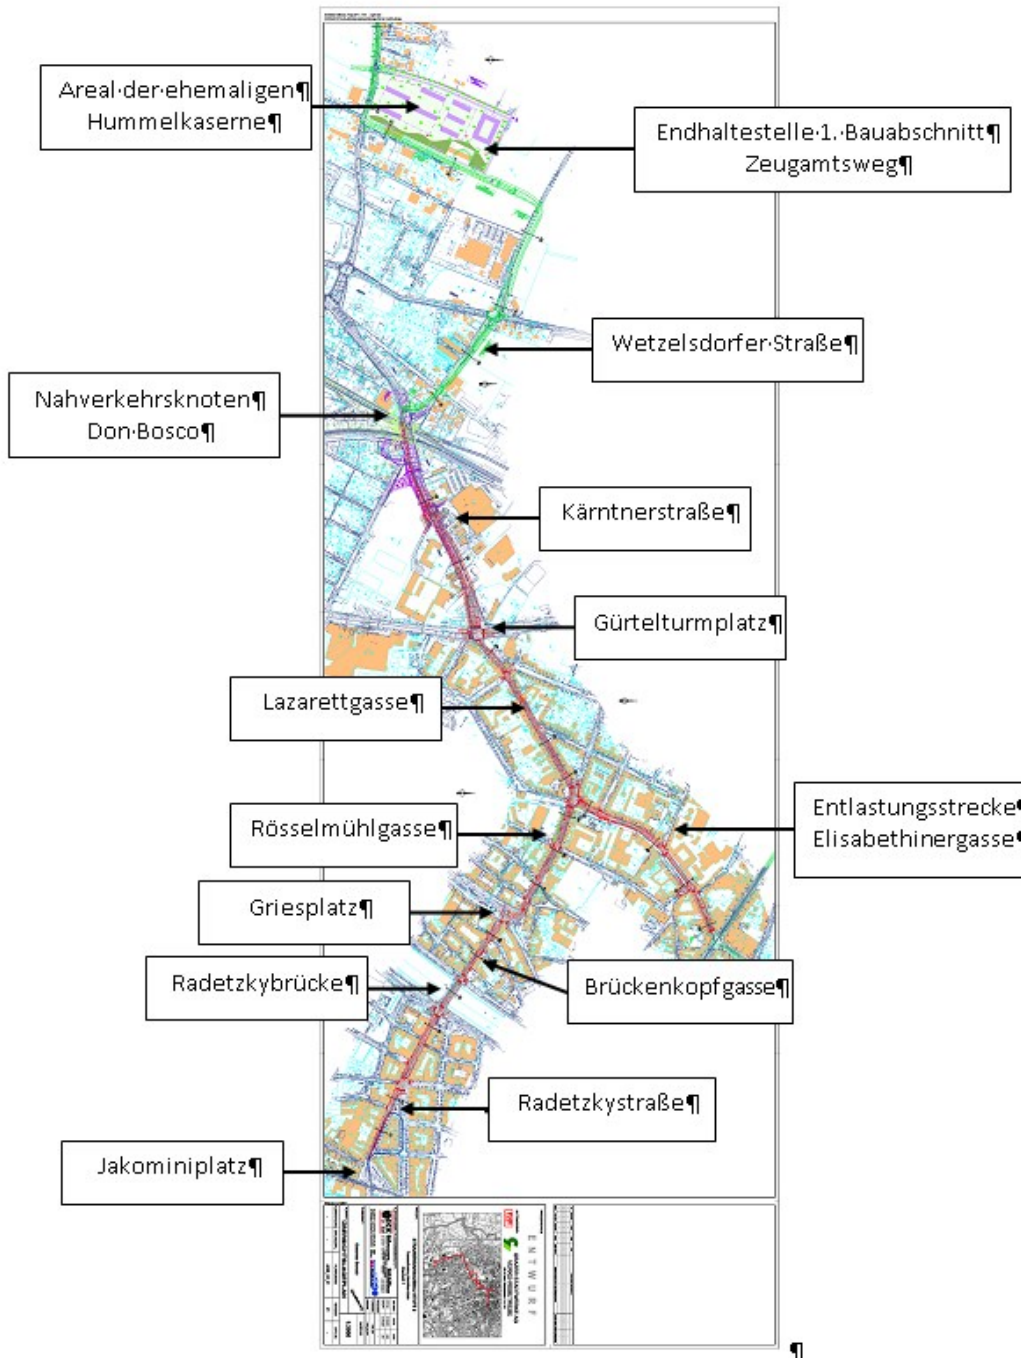 Areal·der·ehemaligen¶
Hummelkaserne¶
Endhaltestelle·1.·Bauabschnitt¶
Zeugamtsweg¶
Wetzelsdorfer·Straße¶
Nahverkehrsknoten¶
Don·Bosco¶
Kärntnerstraße¶
Gürtelturmplatz¶
Lazarettgasse¶
Entlastungsstrecke¶
Elisabethinergasse¶
Rösselmühlgasse¶
Griesplatz¶
Radetzkybrücke¶
Brückenkopfgasse¶
Radetzkystraße¶
Jakominiplatz¶
ENTWURF
¶